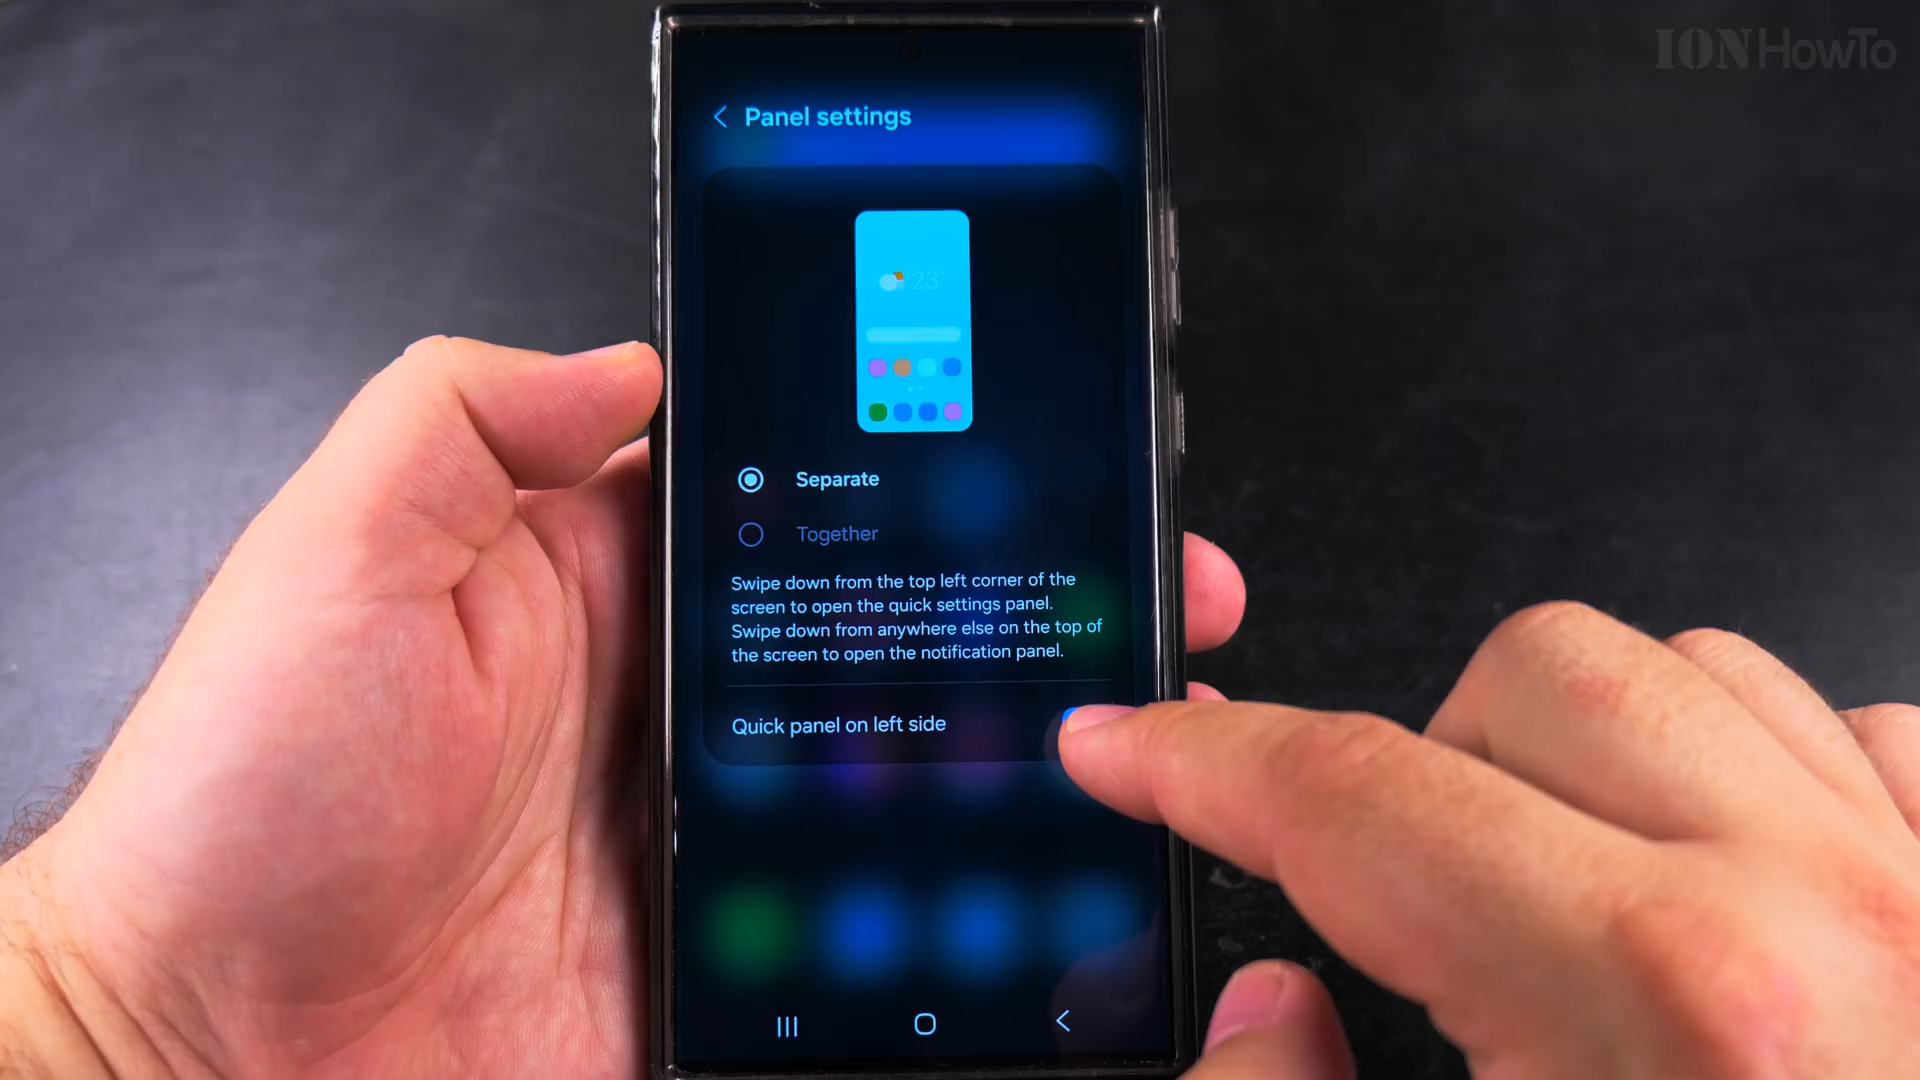 ION HowTo
Panel settings
23°
Separate
Together
Swipe down from the top left corner of the
screen to open the quick settings panel.
Swipe down from anywhere else on the top of
the screen to open the notification panel.
Quick panel on left side